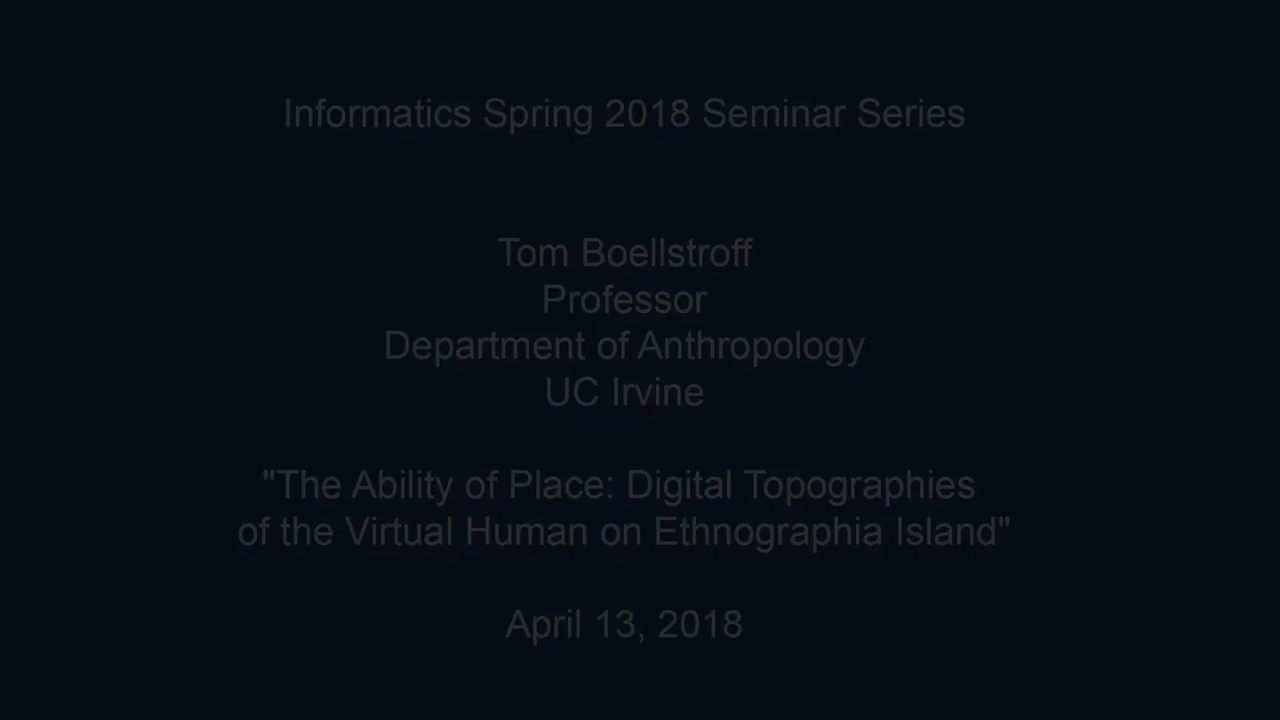 Informatics Spring 2018 Seminar Series
Tom Boellstroff
Professor
Department of Anthropology
UC Irvine
"The Ability of Place: Digital Topographies
of the Virtual Human on Ethnographia Island"
April 13, 2018